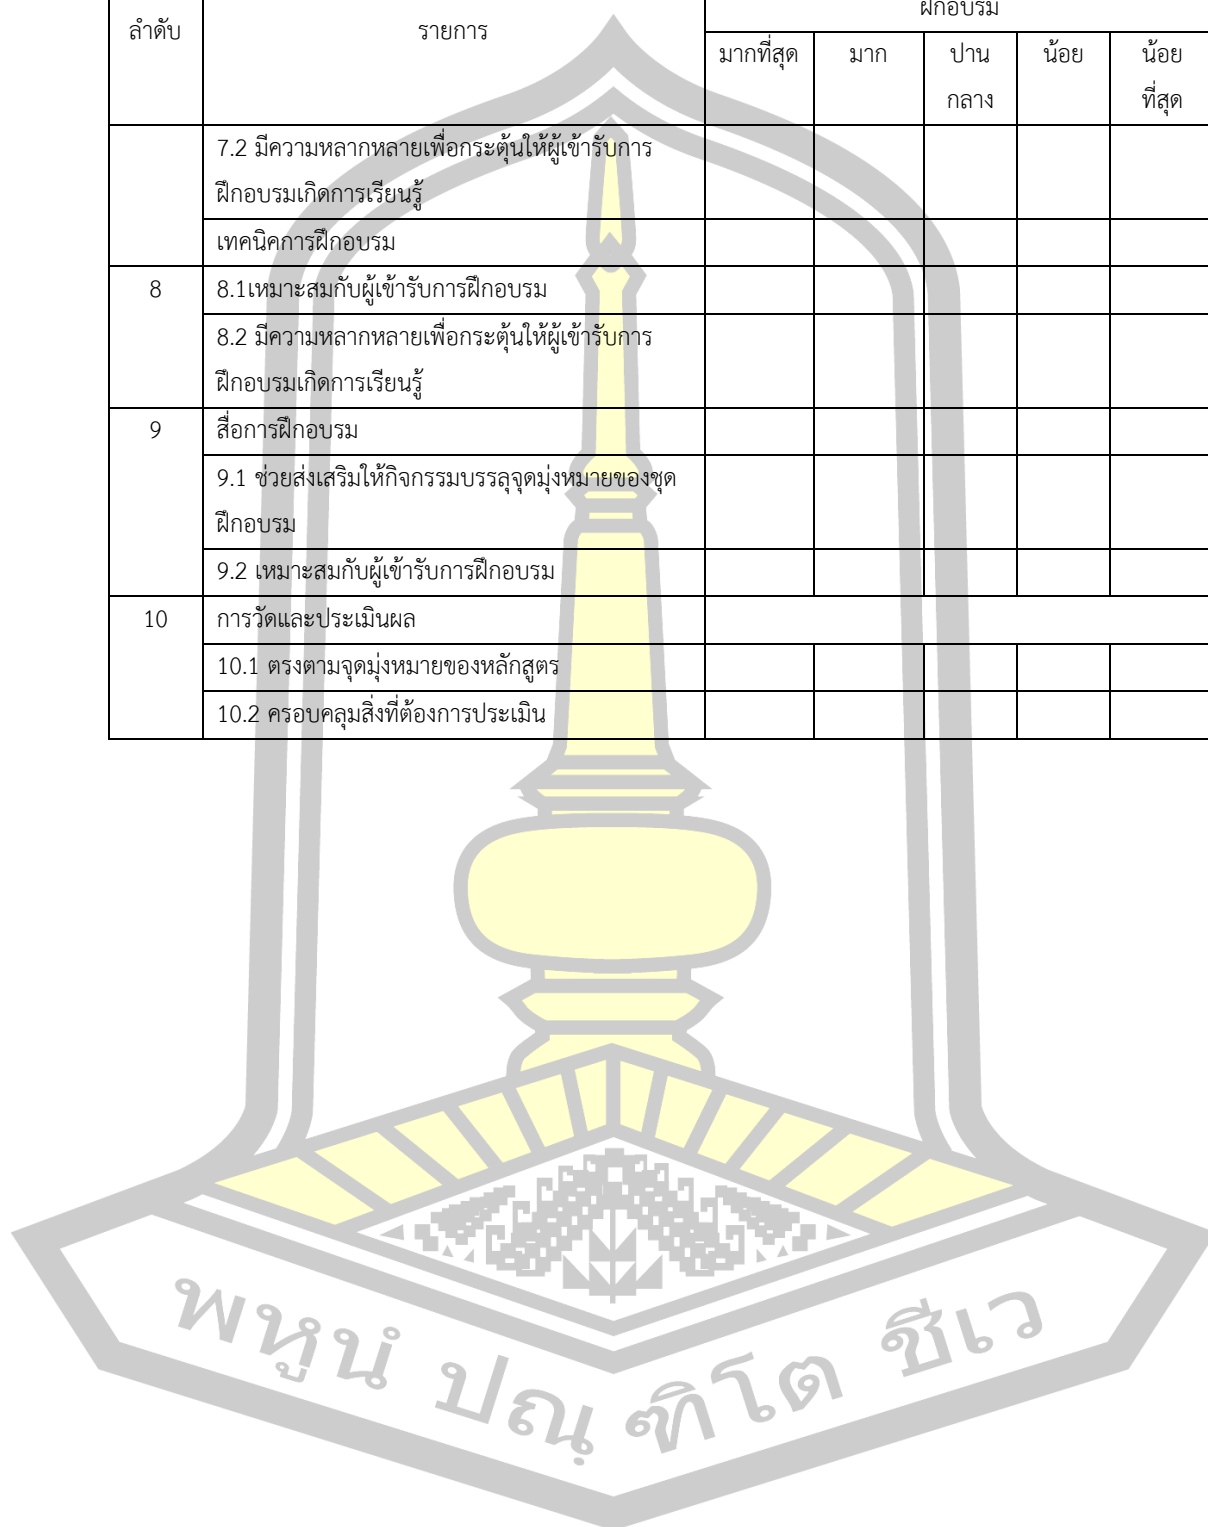 ฝึกอบรม
ลำดับ รายการ
มากที่สุด มาก ปาน น้อย น้อย
กลาง ที่สุด
7.2 มีความหลากหลายเพื่อกระตุ้นให้ผู้เข้ารับการ
ฝึกอบรมเกิดการเรียนรู้
เทคนิคการฝึกอบรม
8 8.1เหมาะสมกับผู้เข้ารับการฝึกอบรม
8.2 มีความหลากหลายเพื่อกระตุ้นให้ผู้เข้ารับการ
ฝึกอบรมเกิดการเรียนรู้
9 สื่อการฝึกอบรม
9.1 ช่วยส่งเสริมให้กิจกรรมบรรลุจุดมุ่งหมายของชุด
ฝึกอบรม
9.2 เหมาะสมกับผู้เข้ารับการฝึกอบรม
10 การวัดและประเมินผล
10.1 ตรงตามจุดมุ่งหมายของหลักสูตร
10.2 ครอบคลุมสิ่งที่ต้องการประเมิน
พหูนํ ปณฺฑิโต ชีเว